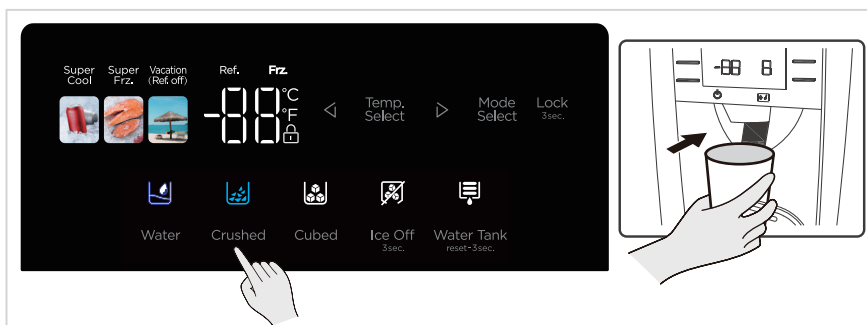 Super Cool
Super Frz.
Vacation (Ref. off)
Ref.
Frz.
-88
°C
°F
Temp. Select
Mode Select
Lock
3sec.
Water
Crushed
Cubed
Ice Off
3sec.
Water Tank
reset-3sec.
-88 8